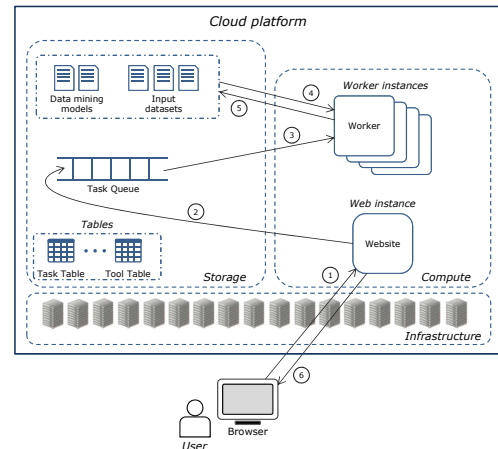 Cloud platform
Data mining
models
Input
datasets
4
5
Worker instances
Worker
3
Task Queue
2
Web instance
Website
Tables
Task Table
Tool Table
Storage
1
Compute
Infrastructure
6
Browser
User